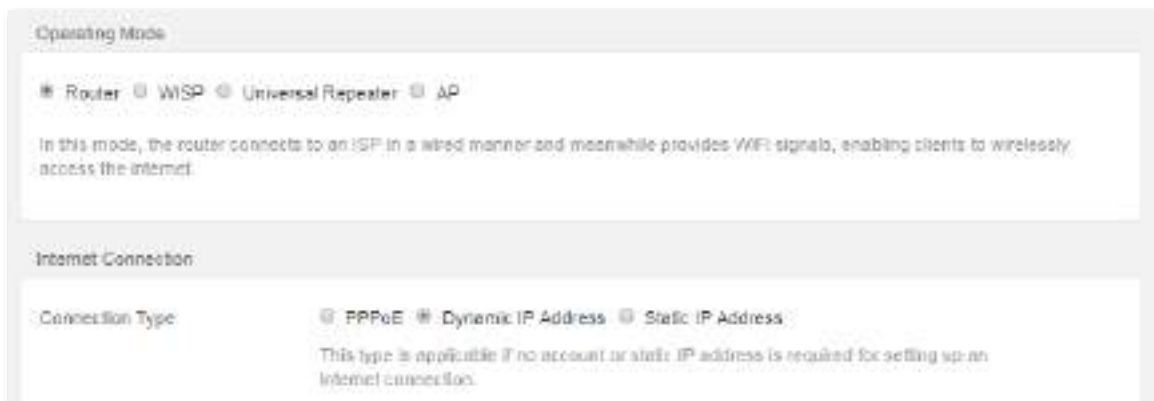 Operating Mode
Router WISP Universal Repeater AP
In this mode, the router connects to an ISP in a wired manner and meanwhile provides WiFi signals, enabling clients to wirelessly
access the internet.
Internet Connection
Connection Type PPPoE Dynamic IP Address Static IP Address
This type is applicable if no account or static IP address is required for setting up an
internet connection.